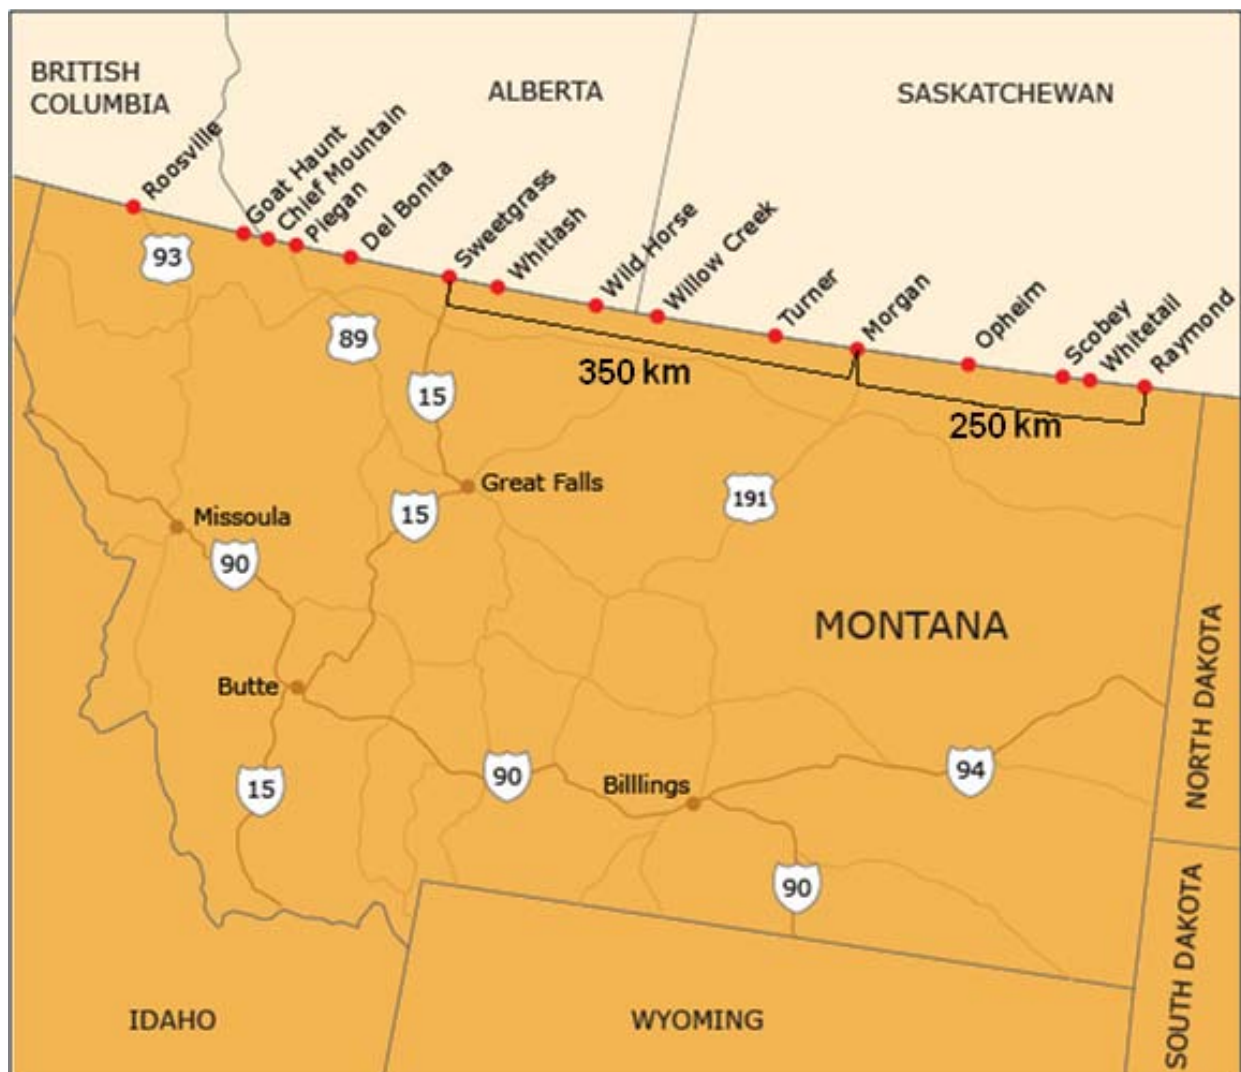 BRITISH
COLUMBIA
ALBERTA
SASKATCHEWAN
Roosville
Goat Haunt
Chief Mountain
Piegan
Del Bonita
Sweetgrass
Whitlash
Wild Horse
Willow Creek
Turner
Morgan
Opheim
Scobey
Whitetail
Raymond
93
89
15
350 km
250 km
Great Falls
191
15
Missoula
90
MONTANA
Butte
15
90
Billlings
94
90
NORTH DAKOTA
SOUTH DAKOTA
IDAHO
WYOMING